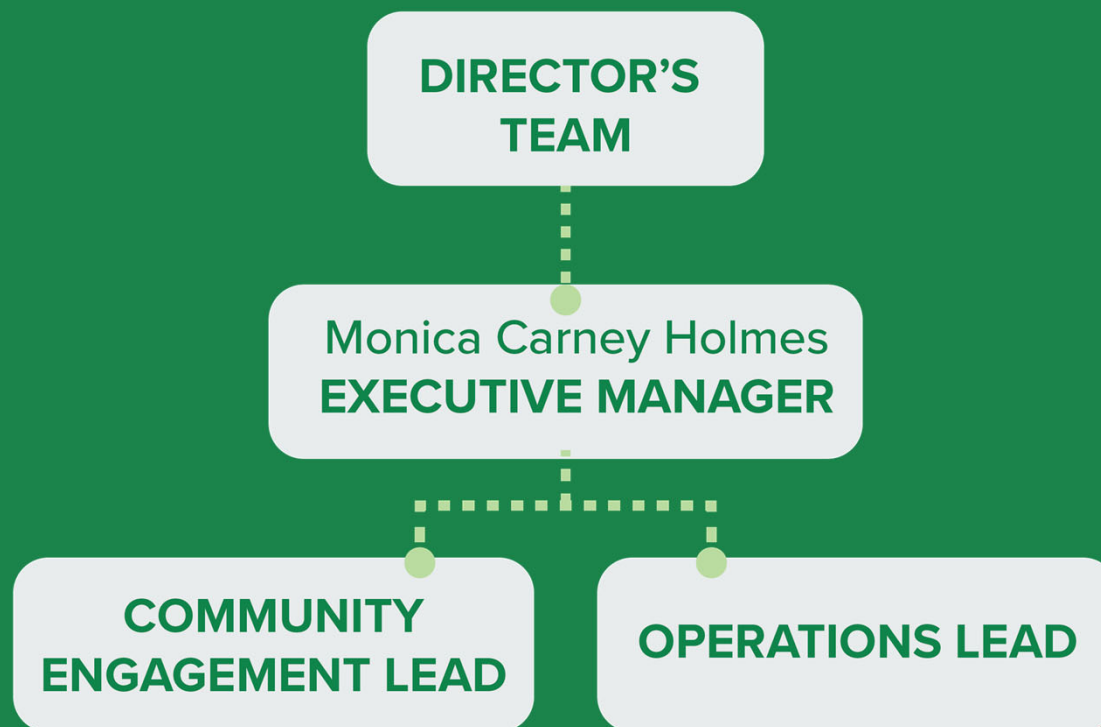 DIRECTOR’S
TEAM
Monica Carney Holmes
EXECUTIVE MANAGER
COMMUNITY
ENGAGEMENT LEAD
OPERATIONS LEAD